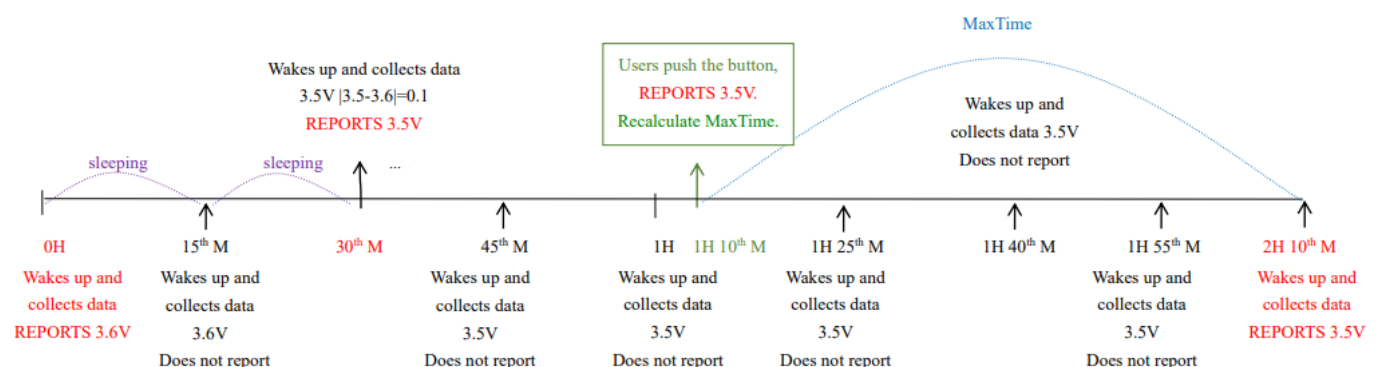 MaxTime
Wakes up and collects data
3.5V |3.5-3.6|=0.1
REPORTS 3.5V
Users push the button,
REPORTS 3.5V.
Recalculate MaxTime.
Wakes up and
collects data 3.5V
Does not report
sleeping
sleeping
...
0H
15th M
30th M
45th M
1H
1H 10th M
1H 25th M
1H 40th M
1H 55th M
2H 10th M
Wakes up and
collects data
REPORTS 3.6V
Wakes up and
collects data
3.6V
Does not report
Wakes up and
collects data
3.5V
Does not report
Wakes up and
collects data
3.5V
Does not report
Wakes up and
collects data
3.5V
Does not report
Wakes up and
collects data
3.5V
Does not report
Wakes up and
collects data
REPORTS 3.5V